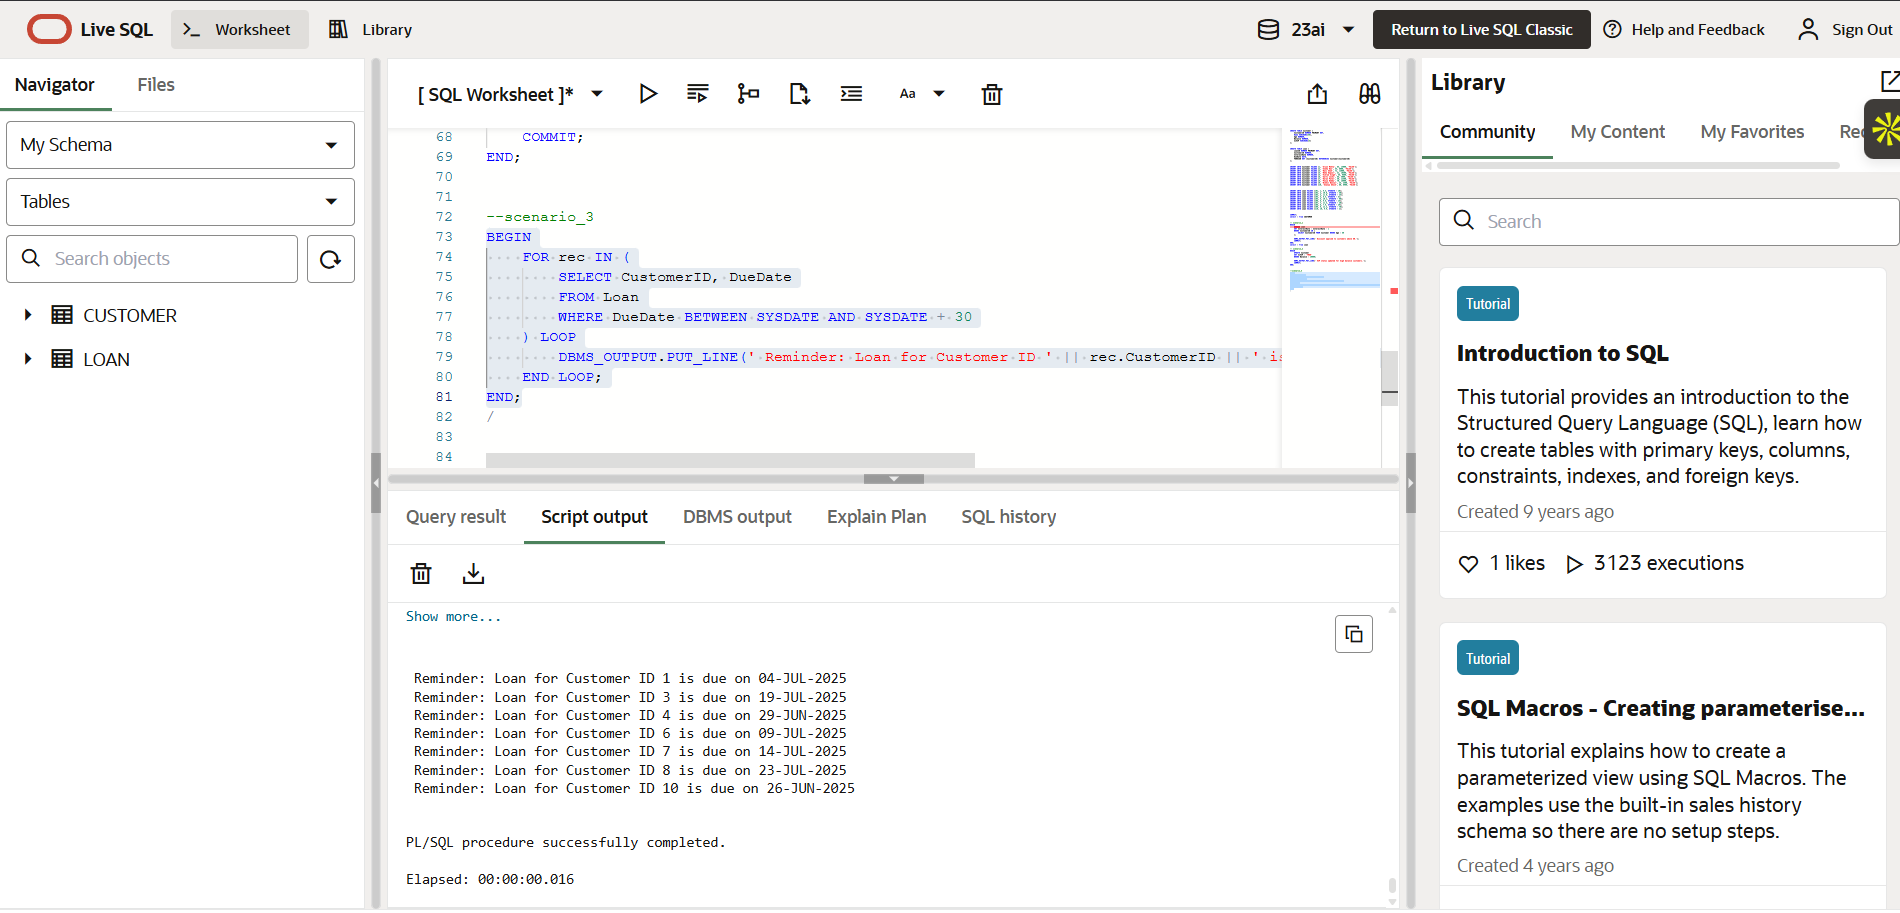 Live SQL
Worksheet
Library
23ai
Return to Live SQL Classic
Help and Feedback
Sign Out
Navigator
Files
My Schema
Tables
Search objects
CUSTOMER
LOAN
[ SQL Worksheet ]*
Aa
68 COMMIT;
69 END;
70
71
72 --scenario_3
73 BEGIN
74 FOR rec IN (
75 SELECT CustomerID, DueDate
76 FROM Loan
77 WHERE DueDate BETWEEN SYSDATE AND SYSDATE + 30
78 ) LOOP
79 DBMS_OUTPUT.PUT_LINE(' Reminder: Loan for Customer ID ' || rec.CustomerID || ' is
80 END LOOP;
81 END;
82 /
83
84
Query result
Script output
DBMS output
Explain Plan
SQL history
Show more...
Reminder: Loan for Customer ID 1 is due on 04-JUL-2025
Reminder: Loan for Customer ID 3 is due on 19-JUL-2025
Reminder: Loan for Customer ID 4 is due on 29-JUN-2025
Reminder: Loan for Customer ID 6 is due on 09-JUL-2025
Reminder: Loan for Customer ID 7 is due on 14-JUL-2025
Reminder: Loan for Customer ID 8 is due on 23-JUL-2025
Reminder: Loan for Customer ID 10 is due on 26-JUN-2025
PL/SQL procedure successfully completed.
Elapsed: 00:00:00.016
Library
Community
My Content
My Favorites
Rec
Search
Tutorial
Introduction to SQL
This tutorial provides an introduction to the
Structured Query Language (SQL), learn how
to create tables with primary keys, columns,
constraints, indexes, and foreign keys.
Created 9 years ago
1 likes
3123 executions
Tutorial
SQL Macros - Creating parameterise...
This tutorial explains how to create a
parameterized view using SQL Macros. The
examples use the built-in sales history
schema so there are no setup steps.
Created 4 years ago